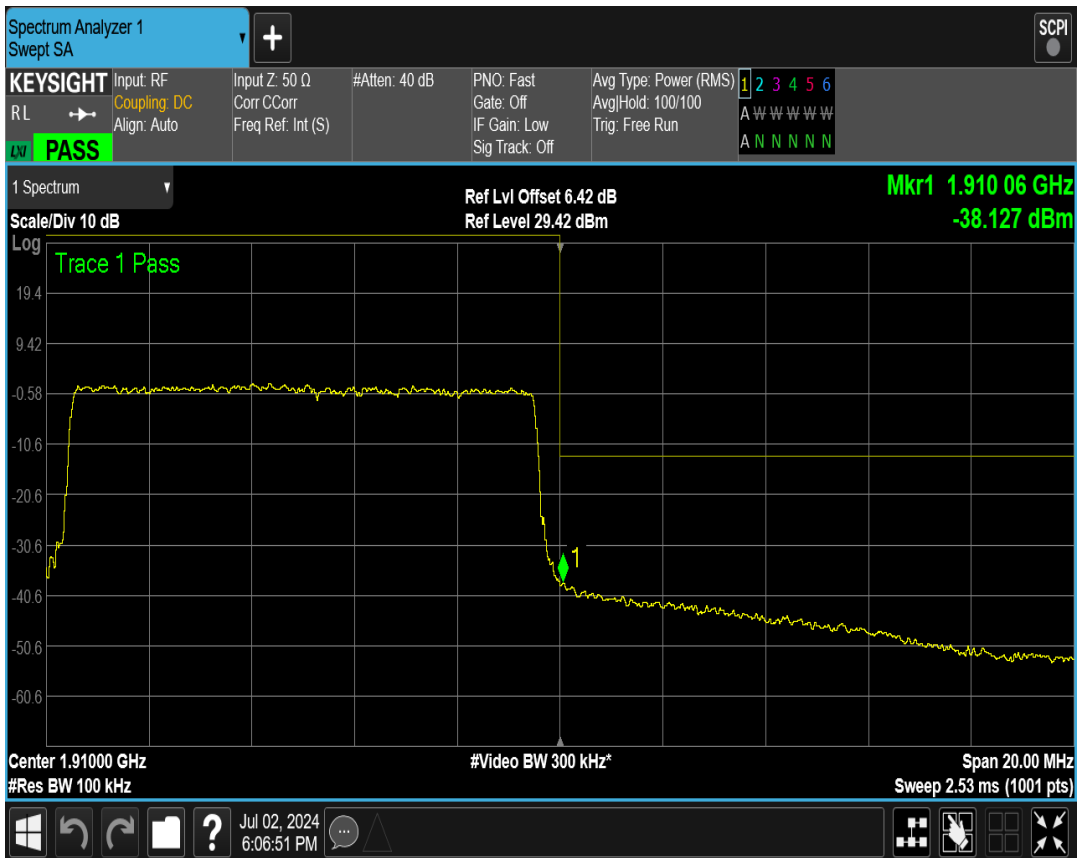 Spectrum Analyzer 1
Swept SA
+
SCPI
KEYSIGHT
RL
LXI PASS
Input: RF
Coupling: DC
Align: Auto
Input Z: 50 Ω
Corr CCorr
Freq Ref: Int (S)
#Atten: 40 dB
PNO: Fast
Gate: Off
IF Gain: Low
Sig Track: Off
Avg Type: Power (RMS)
Avg|Hold: 100/100
Trig: Free Run
1 2 3 4 5 6
A W W W W W
A N N N N N
1 Spectrum
Scale/Div 10 dB
Ref Lvl Offset 6.42 dB
Ref Level 29.42 dBm
Mkr1 1.910 06 GHz
-38.127 dBm
Log
Trace 1 Pass
19.4
9.42
-0.58
-10.6
-20.6
-30.6
1
-40.6
-50.6
-60.6
Center 1.91000 GHz
#Video BW 300 kHz*
Span 20.00 MHz
#Res BW 100 kHz
Sweep 2.53 ms (1001 pts)
?
Jul 02, 2024
6:06:51 PM